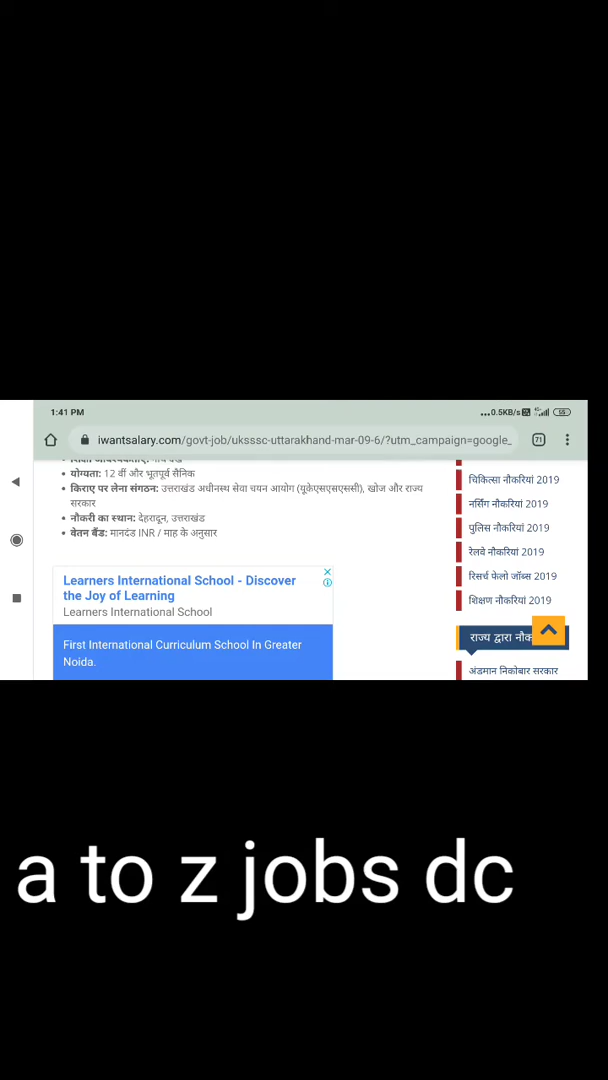 1:41 PM
...0.5KB/s
55
iwantsalary.com/govt-job/uksssc-uttarakhand-mar-09-6/?utm_campaign=google_
71
योग्यता: 12 वीं और भूतपूर्व सैनिक
किराए पर लेना संगठन: उत्तराखंड अधीनस्थ सेवा चयन आयोग (यूकेएसएसएससी), खोज और राज्य
सरकार
नौकरी का स्थान: देहरादून, उत्तराखंड
वेतन बैंड: मानदंड INR / माह के अनुसार
Learners International School - Discover
the Joy of Learning
Learners International School
First International Curriculum School In Greater
Noida.
चिकित्सा नौकरियां 2019
नर्सिंग नौकरियां 2019
पुलिस नौकरियां 2019
रेलवे नौकरियां 2019
रिसर्च फेलो जॉब्स 2019
शिक्षण नौकरियां 2019
राज्य द्वारा
अंडमान निकोबार सरकार
a to z jobs dc